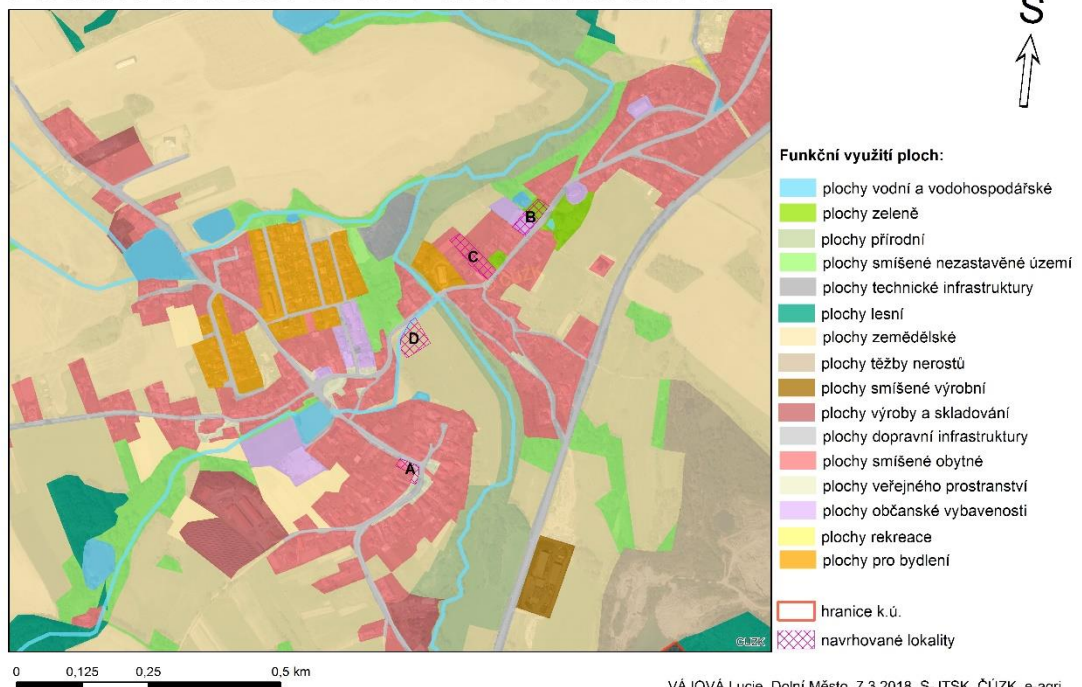 S
Funkční využití ploch:
plochy vodní a vodohospodářské
plochy zeleně
plochy přírodní
plochy smíšené nezastavěné území
plochy technické infrastruktury
plochy lesní
plochy zemědělské
plochy těžby nerostů
plochy smíšené výrobní
plochy výroby a skladování
plochy dopravní infrastruktury
plochy smíšené obytné
plochy veřejného prostranství
plochy občanské vybavenosti
plochy rekreace
plochy pro bydlení
hranice k.ú.
navrhované lokality
B
C
D
A
ČÚZK
0 0,125 0,25 0,5 km
VÁJOVÁ Lucie, Dolní Město, 7.3.2018, S-JTSK, ČÚZK, e-agri